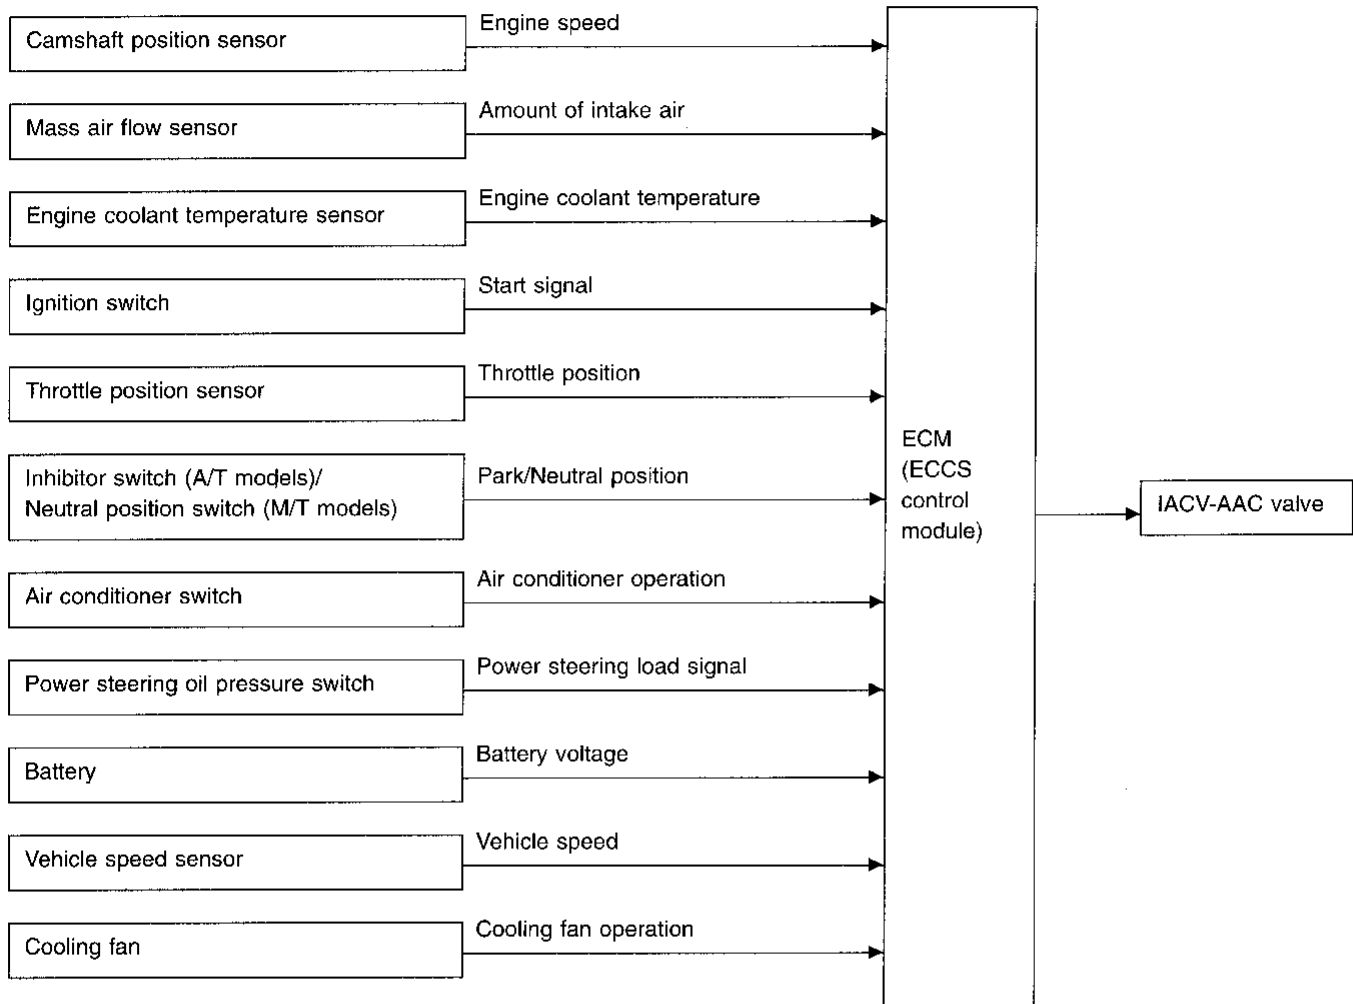 Camshaft position sensor
Engine speed
Mass air flow sensor
Amount of intake air
Engine coolant temperature sensor
Engine coolant temperature
Ignition switch
Start signal
Throttle position sensor
Throttle position
Inhibitor switch (A/T models)/
Neutral position switch (M/T models)
Park/Neutral position
Air conditioner switch
Air conditioner operation
Power steering oil pressure switch
Power steering load signal
Battery
Battery voltage
Vehicle speed sensor
Vehicle speed
Cooling fan
Cooling fan operation
ECM
(ECCS
control
module)
IACV-AAC valve